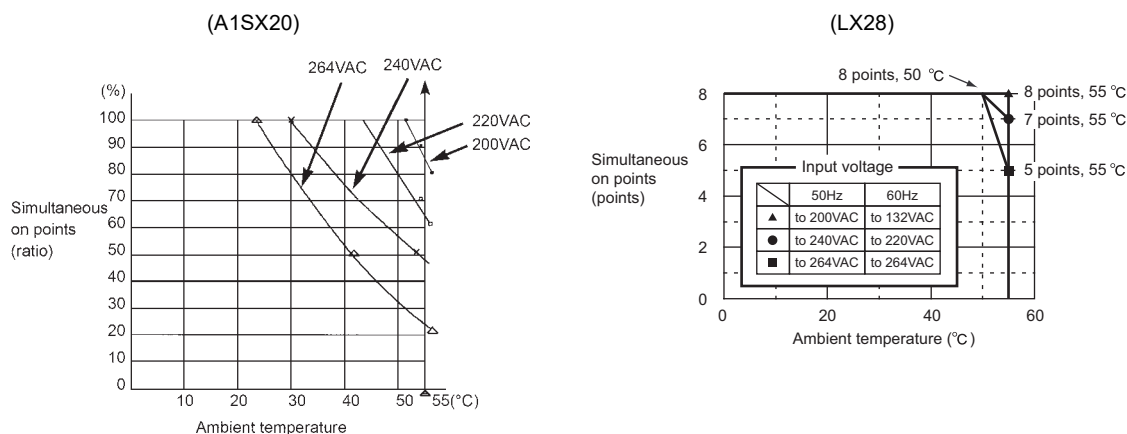 (A1SX20)
264VAC
240VAC
(%)
100
90
80
70
60
50
40
30
20
10
0
220VAC
200VAC
Simultaneous
on points
(ratio)
10
20
30
40
50
55(°C)
Ambient temperature
(LX28)
8 points, 50 °C
8
6
4
2
0
8 points, 55 °C
7 points, 55 °C
5 points, 55 °C
Simultaneous
on points
(points)
Input voltage
50Hz 60Hz
▲ to 200VAC to 132VAC
● to 240VAC to 220VAC
■ to 264VAC to 264VAC
0 20 40 60
Ambient temperature (°C)